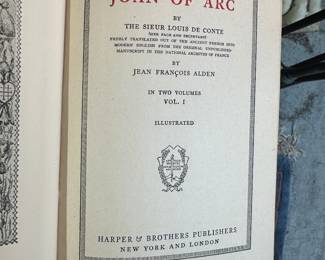 JOAN OF ARC
BY
THE SIEUR LOUIS DE CONTE
(HER PAGE AND SECRETARY)
FREELY TRANSLATED OUT OF THE ANCIENT FRENCH INTO
MODERN ENGLISH FROM THE ORIGINAL UNPUBLISHED
MANUSCRIPT IN THE NATIONAL ARCHIVES OF FRANCE
BY
JEAN FRANÇOIS ALDEN
IN TWO VOLUMES
VOL. I
ILLUSTRATED
HARPER & BROTHERS PUBLISHERS
NEW YORK AND LONDON